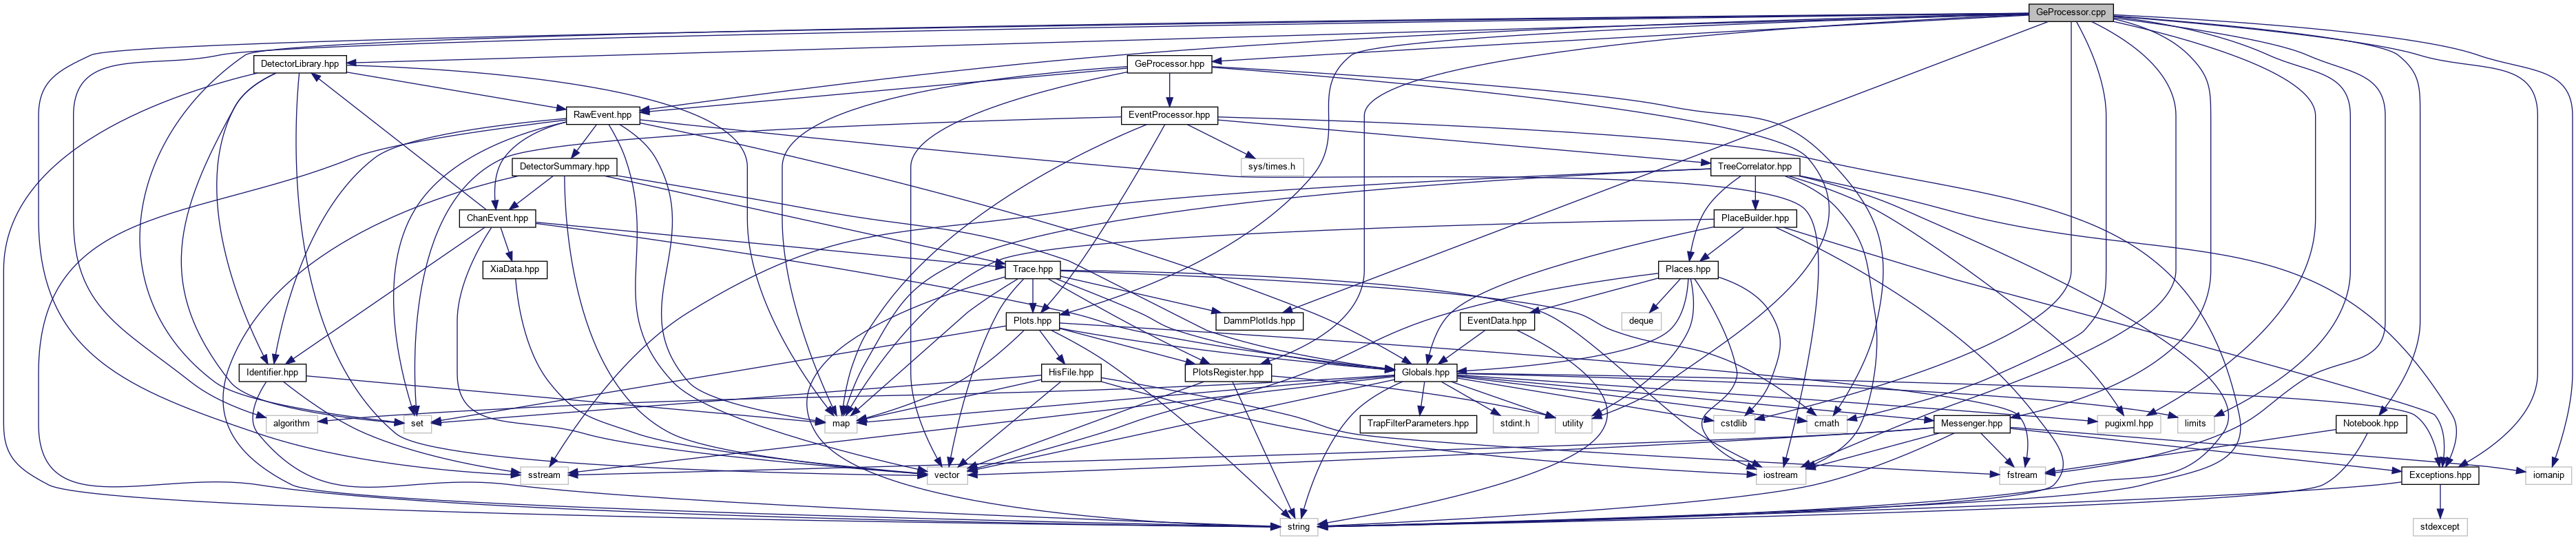 GeProcessor.cpp
DetectorLibrary.hpp
GeProcessor.hpp
RawEvent.hpp
EventProcessor.hpp
DetectorSummary.hpp
sys/times.h
TreeCorrelator.hpp
ChanEvent.hpp
PlaceBuilder.hpp
XiaData.hpp
Trace.hpp
Places.hpp
Plots.hpp
DammPlotIds.hpp
EventData.hpp
deque
Identifier.hpp
HisFile.hpp
PlotsRegister.hpp
Globals.hpp
algorithm
set
map
TrapFilterParameters.hpp
stdint.h
utility
cstdlib
cmath
Messenger.hpp
pugixml.hpp
limits
Notebook.hpp
sstream
vector
iostream
fstream
Exceptions.hpp
iomanip
string
stdexcept